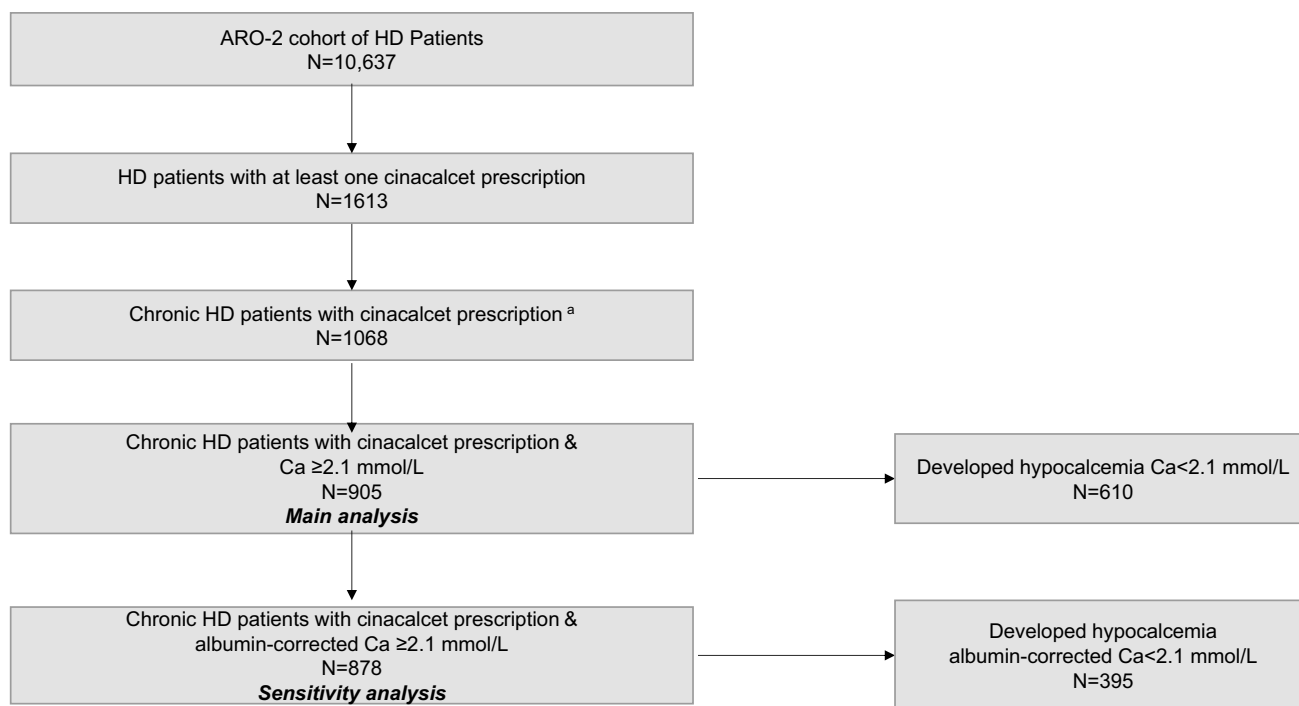 ARO-2 cohort of HD Patients
N=10,637
HD patients with at least one cinacalcet prescription
N=1613
Chronic HD patients with cinacalcet prescription ᵃ
N=1068
Chronic HD patients with cinacalcet prescription &
Ca ≥2.1 mmol/L
N=905
Main analysis
Developed hypocalcemia Ca<2.1 mmol/L
N=610
Chronic HD patients with cinacalcet prescription &
albumin-corrected Ca ≥2.1 mmol/L
N=878
Sensitivity analysis
Developed hypocalcemia
albumin-corrected Ca<2.1 mmol/L
N=395